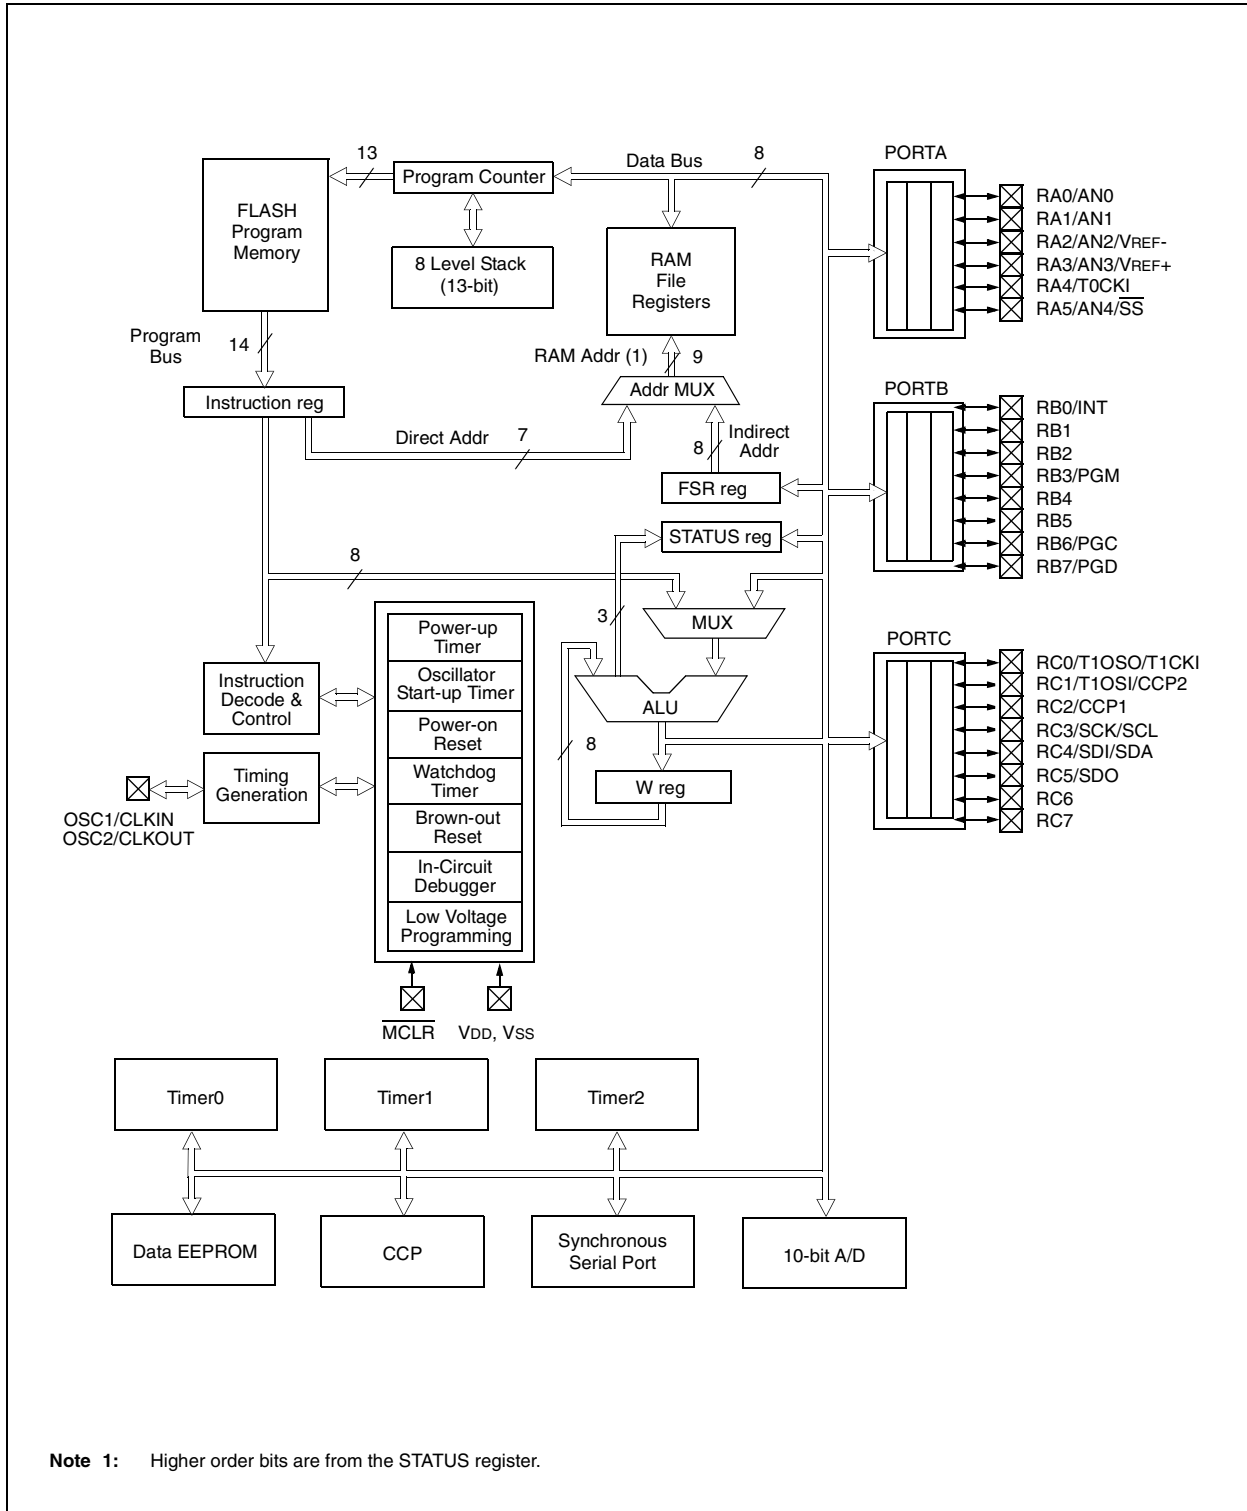 13
Data Bus
8
PORTA
FLASH
Program
Memory
Program Counter
8 Level Stack
(13-bit)
RAM
File
Registers
RA0/AN0
RA1/AN1
RA2/AN2/VREF-
RA3/AN3/VREF+
RA4/T0CKI
RA5/AN4/SS
Program
Bus
14
RAM Addr (1)
9
Addr MUX
Instruction reg
Direct Addr
7
8
Indirect
Addr
FSR reg
STATUS reg
PORTB
RB0/INT
RB1
RB2
RB3/PGM
RB4
RB5
RB6/PGC
RB7/PGD
8
3
MUX
ALU
8
W reg
PORTC
RC0/T1OSO/T1CKI
RC1/T1OSI/CCP2
RC2/CCP1
RC3/SCK/SCL
RC4/SDI/SDA
RC5/SDO
RC6
RC7
Instruction
Decode &
Control
Timing
Generation
OSC1/CLKIN
OSC2/CLKOUT
Power-up
Timer
Oscillator
Start-up Timer
Power-on
Reset
Watchdog
Timer
Brown-out
Reset
In-Circuit
Debugger
Low Voltage
Programming
MCLR
VDD, VSS
Timer0
Timer1
Timer2
Data EEPROM
CCP
Synchronous
Serial Port
10-bit A/D
Note 1: Higher order bits are from the STATUS register.